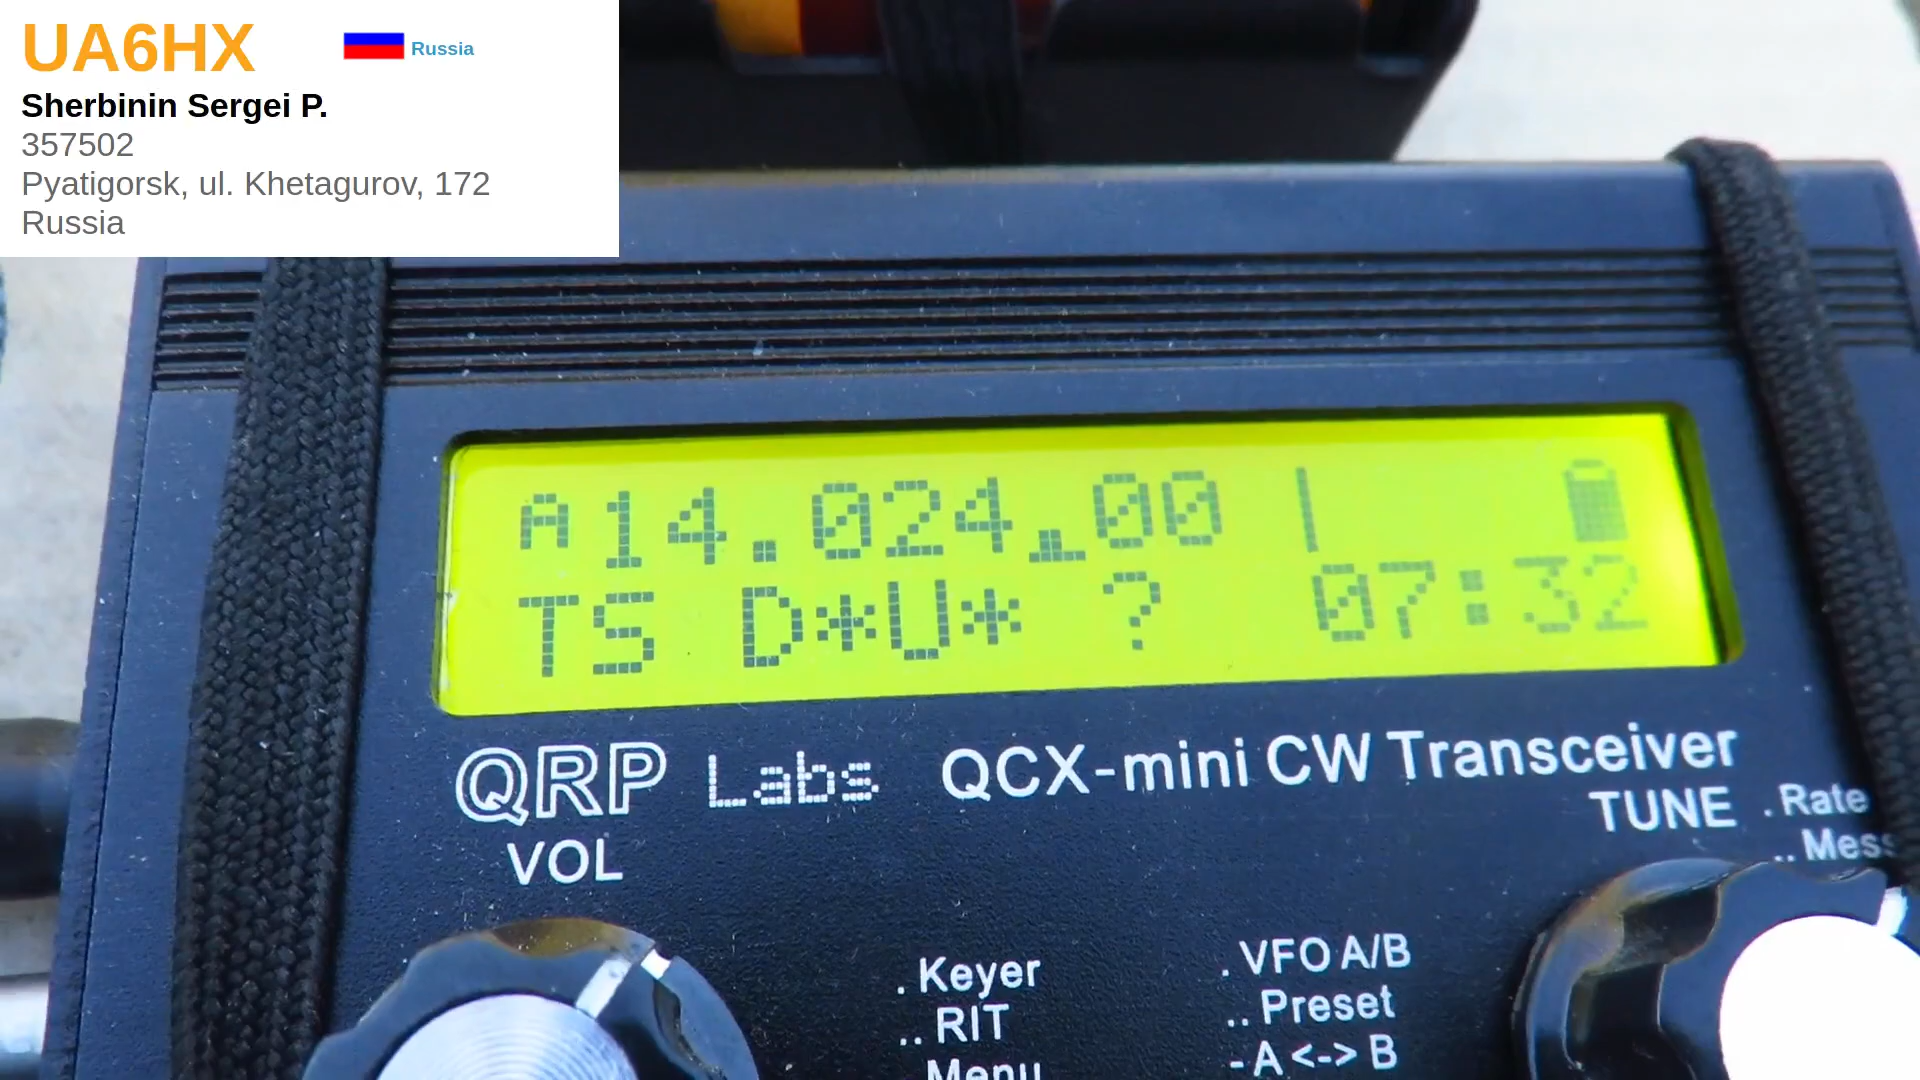 UA6HX
Russia
Sherbinin Sergei P.
357502
Pyatigorsk, ul. Khetagurov, 172
Russia
A14.024.00
TS D*U* ? 07:32
QRP Labs QCX-mini CW Transceiver
VOL
TUNE
. Rate
.. Mess
. Keyer
.. RIT
Menu
. VFO A/B
.. Preset
- A <-> B